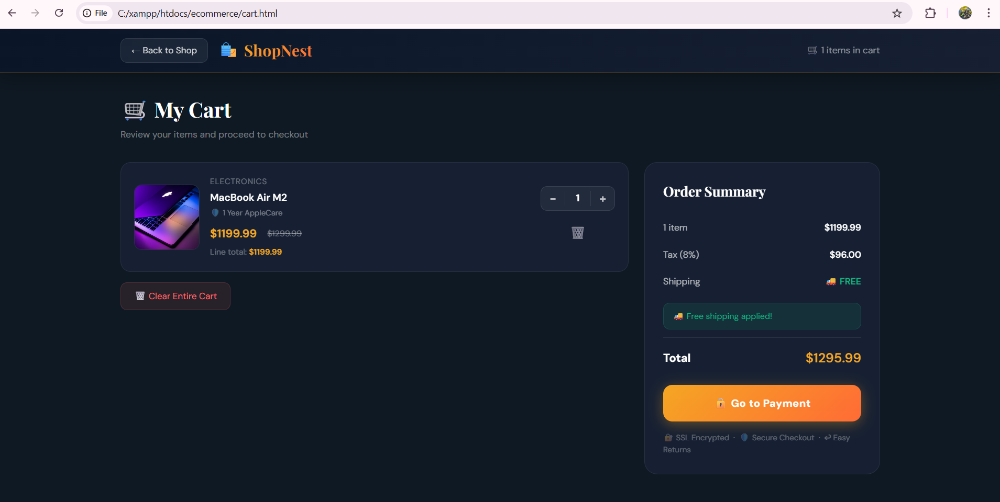 File C:/xampp/htdocs/ecommerce/cart.html
← Back to Shop
ShopNest
1 items in cart
My Cart
Review your items and proceed to checkout
ELECTRONICS
MacBook Air M2
1 Year AppleCare
$1199.99 $1299.99
Line total: $1199.99
− 1 +
Clear Entire Cart
Order Summary
1 item $1199.99
Tax (8%) $96.00
Shipping FREE
Free shipping applied!
Total $1295.99
Go to Payment
SSL Encrypted · Secure Checkout · ↩ Easy
Returns